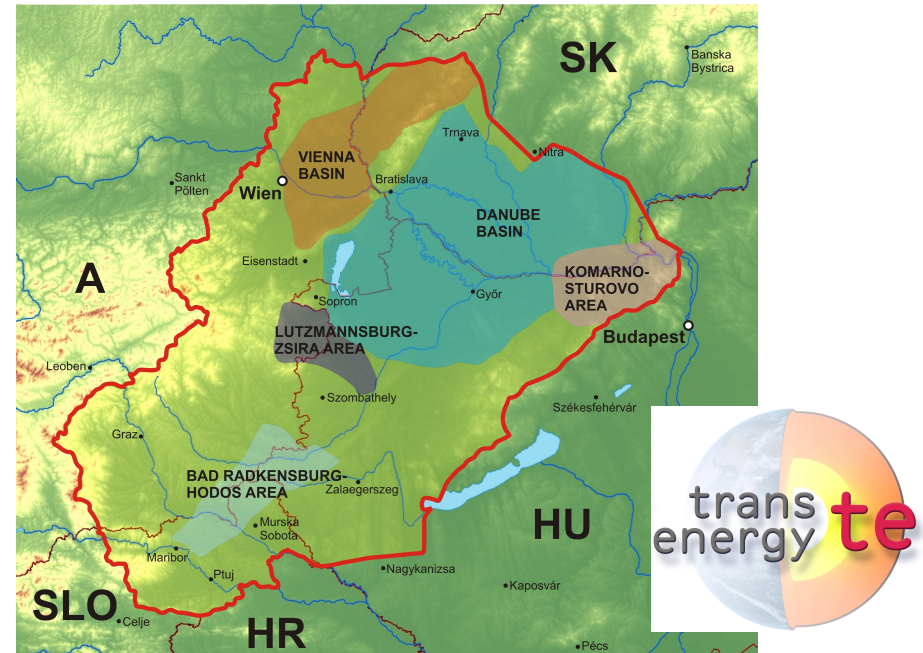 SK
Banska
Bystrica
Trnava
Nitra
VIENNA
BASIN
Sankt
Pölten
Wien
Bratislava
DANUBE
BASIN
Eisenstadt
A
KOMARNO-
STUROVO
AREA
Győr
Sopron
LUTZMANNSBURG-
ZSIRA AREA
Budapest
Leoben
Szombathely
Székesfehérvár
Graz
BAD RADKENSBURG-
HODOS AREA
Zalaegerszeg
Murska
Sobota
HU
trans
energy
te
Maribor
Ptuj
Nagykanizsa
Kaposvár
SLO
Celje
HR
Pécs